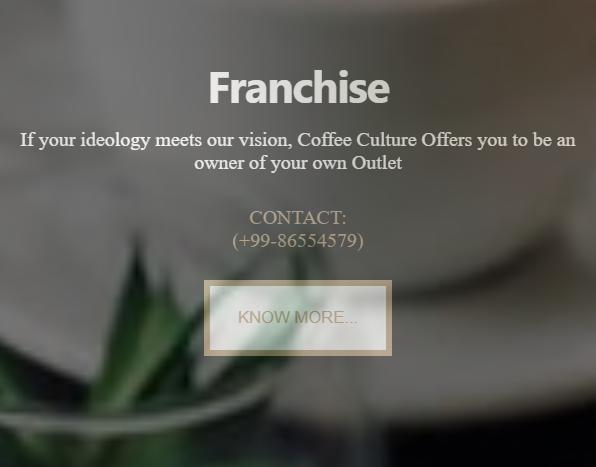 Franchise
If your ideology meets our vision, Coffee Culture Offers you to be an
owner of your own Outlet
CONTACT:
(+99-86554579)
KNOW MORE...